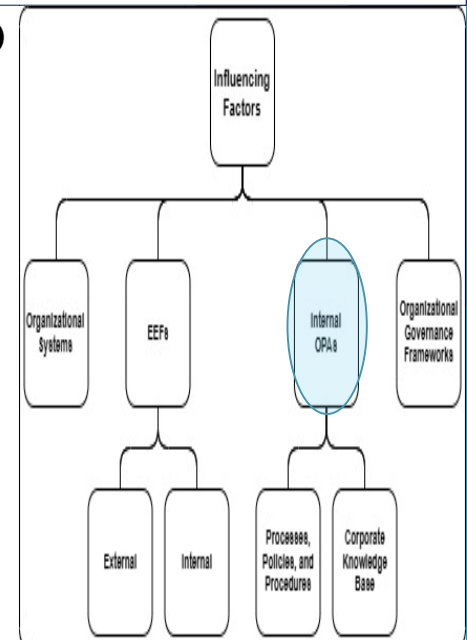 Influencing
Factors
Organizational
Systems
EEFs
Internal
OPAs
Organizational
Governance
Frameworks
External
Internal
Processes,
Policies, and
Procedures
Corporate
Knowledge
Base